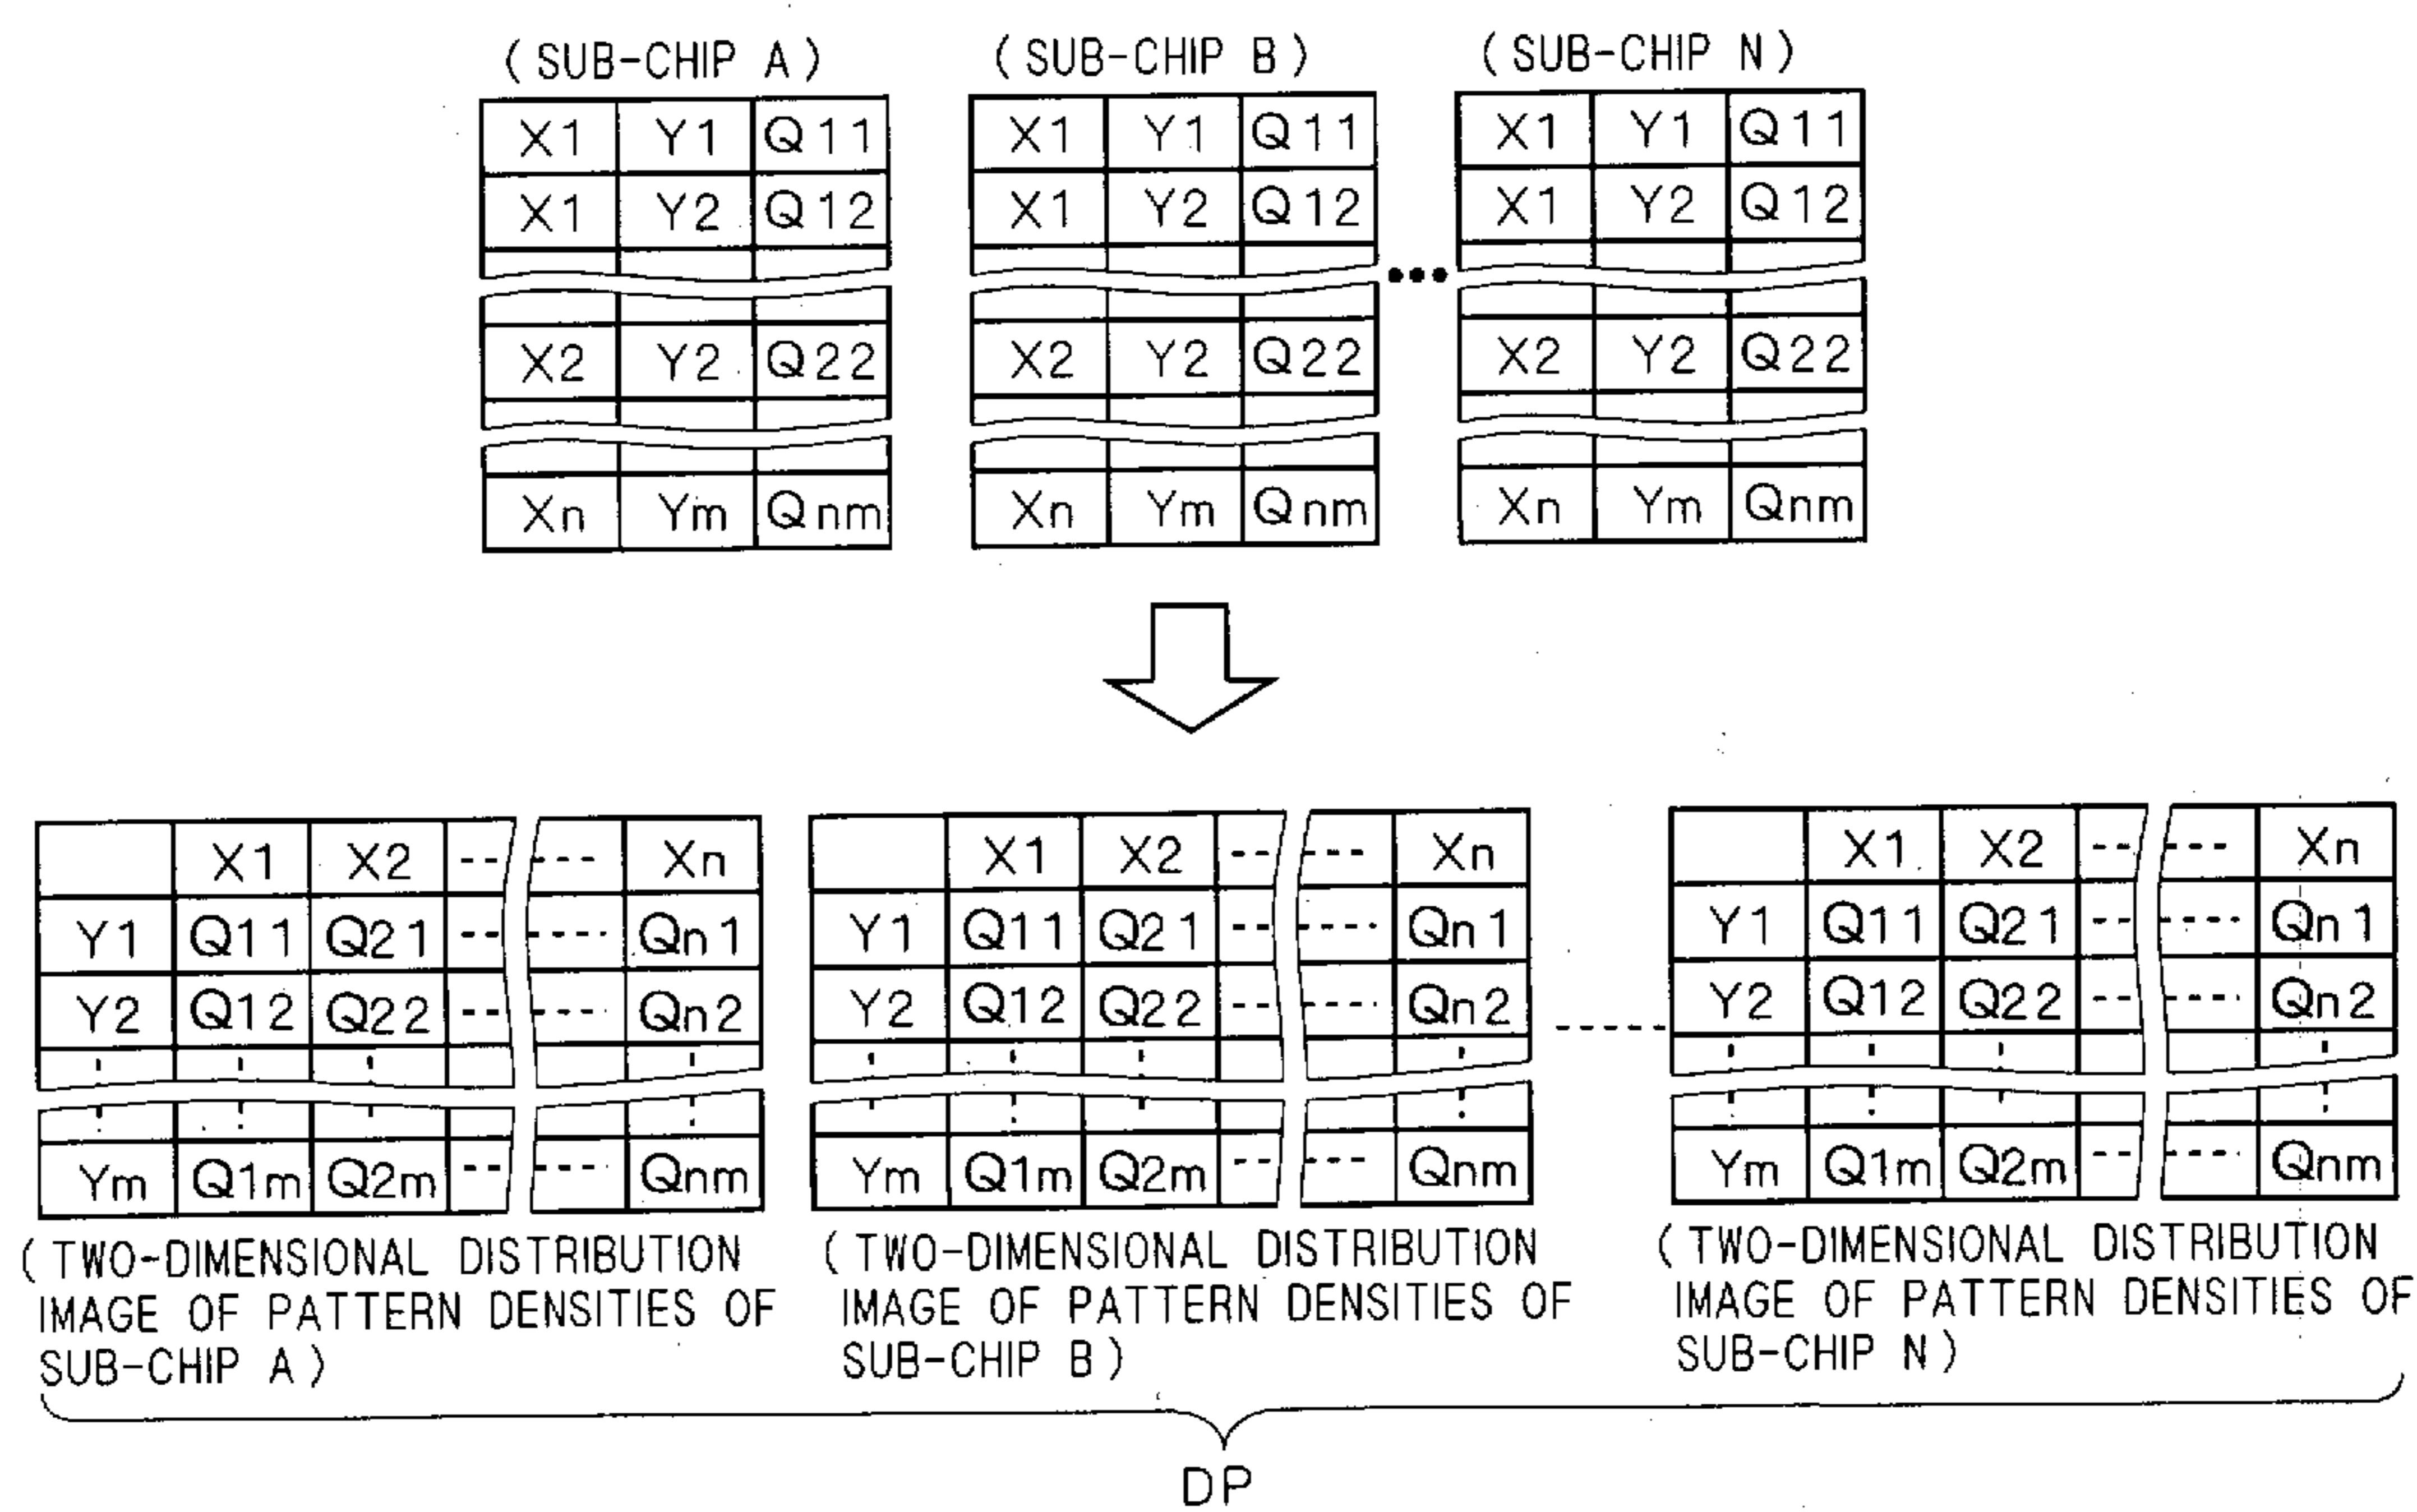 (SUB-CHIP A) (SUB-CHIP B) (SUB-CHIP N)
X1 Y1 Q11 X1 Y1 Q11 X1 Y1 Q11
X1 Y2 Q12 X1 Y2 Q12 X1 Y2 Q12
X2 Y2 Q22 X2 Y2 Q22 X2 Y2 Q22
Xn Ym Qnm Xn Ym Qnm Xn Ym Qnm
X1 X2 Xn X1 X2 Xn X1 X2 Xn
Y1 Q11 Q21 Qn1 Y1 Q11 Q21 Qn1 Y1 Q11 Q21 Qn1
Y2 Q12 Q22 Qn2 Y2 Q12 Q22 Qn2 Y2 Q12 Q22 Qn2
Ym Q1m Q2m Qnm Ym Q1m Q2m Qnm Ym Q1m Q2m Qnm
(TWO-DIMENSIONAL DISTRIBUTION
IMAGE OF PATTERN DENSITIES OF
SUB-CHIP A)
(TWO-DIMENSIONAL DISTRIBUTION
IMAGE OF PATTERN DENSITIES OF
SUB-CHIP B)
(TWO-DIMENSIONAL DISTRIBUTION
IMAGE OF PATTERN DENSITIES OF
SUB-CHIP N)
DP